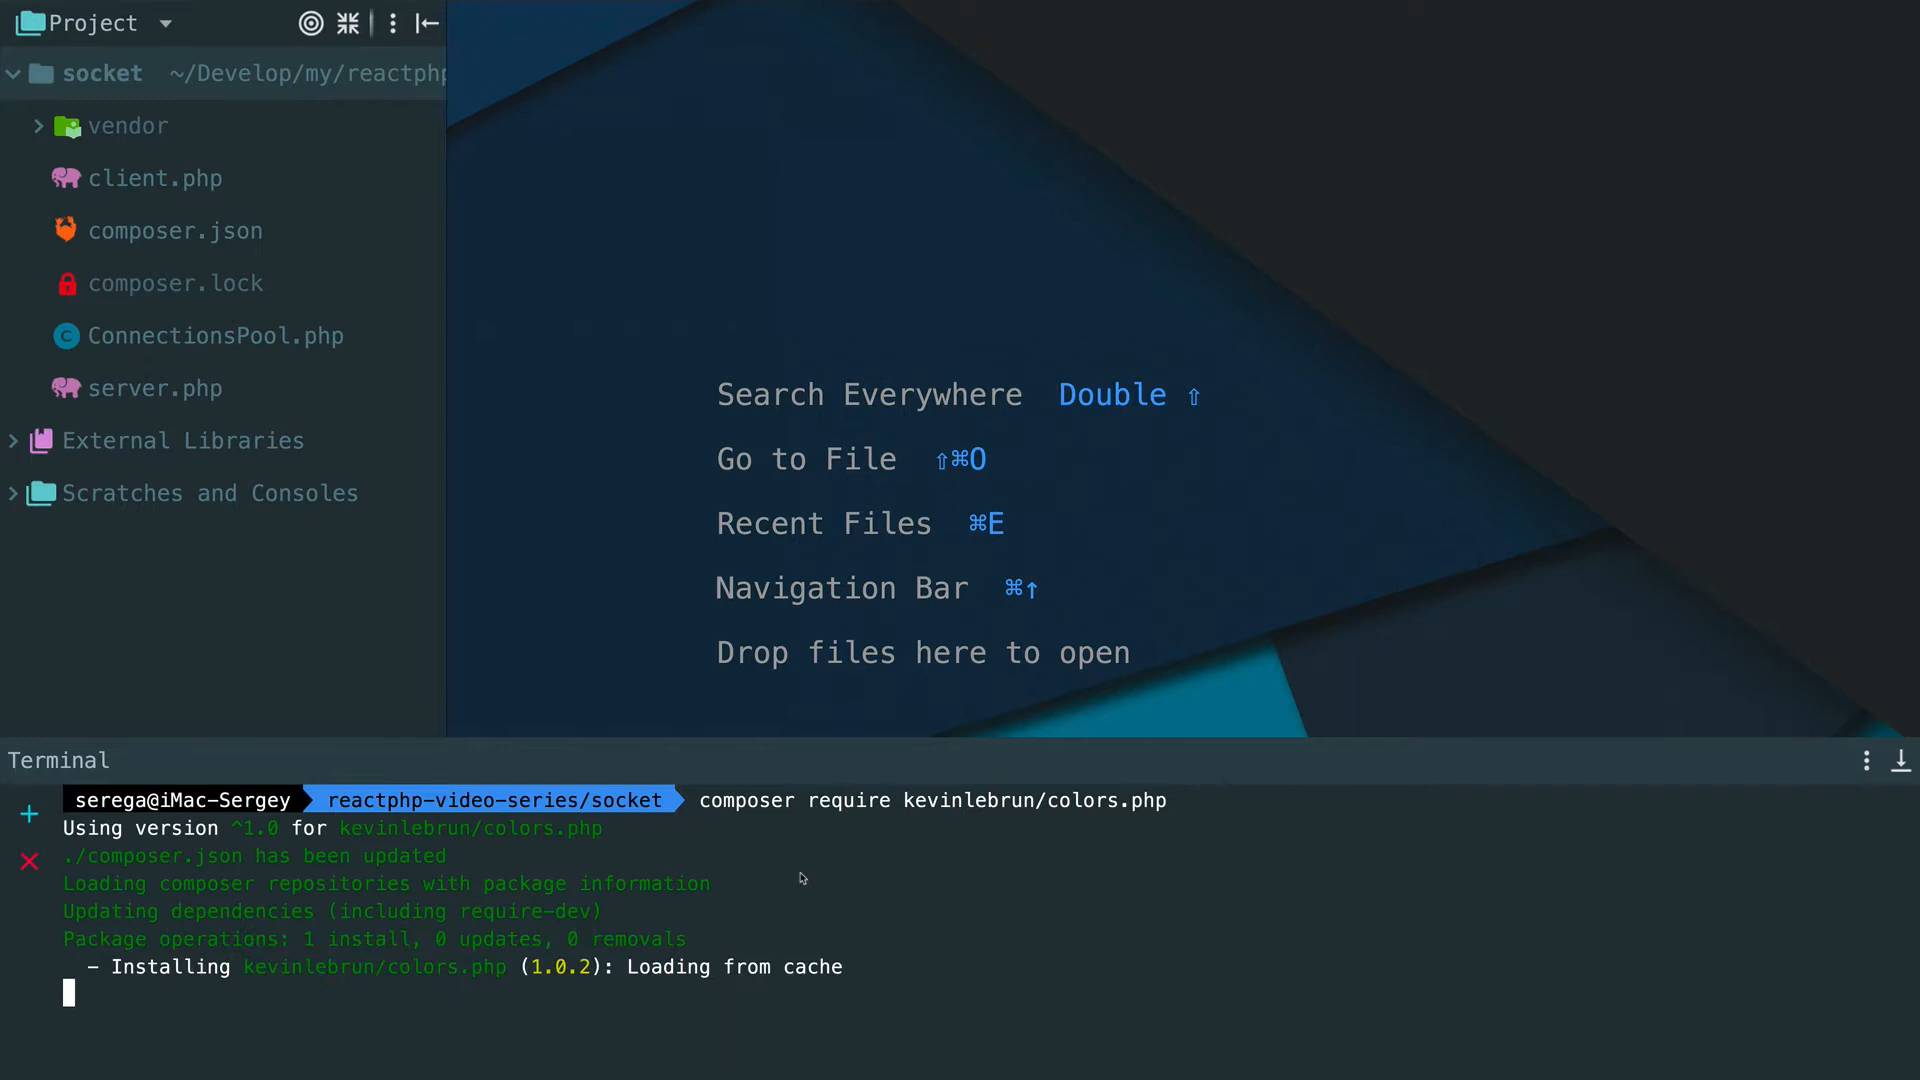 Project
socket ~/Develop/my/reactphp
vendor
client.php
composer.json
composer.lock
C ConnectionsPool.php
server.php
External Libraries
Scratches and Consoles
Search Everywhere Double ⇧
Go to File ⇧⌘O
Recent Files ⌘E
Navigation Bar ⌘↑
Drop files here to open
Terminal
serega@iMac-Sergey reactphp-video-series/socket composer require kevinlebrun/colors.php
Using version ^1.0 for kevinlebrun/colors.php
./composer.json has been updated
Loading composer repositories with package information
Updating dependencies (including require-dev)
Package operations: 1 install, 0 updates, 0 removals
- Installing kevinlebrun/colors.php (1.0.2): Loading from cache